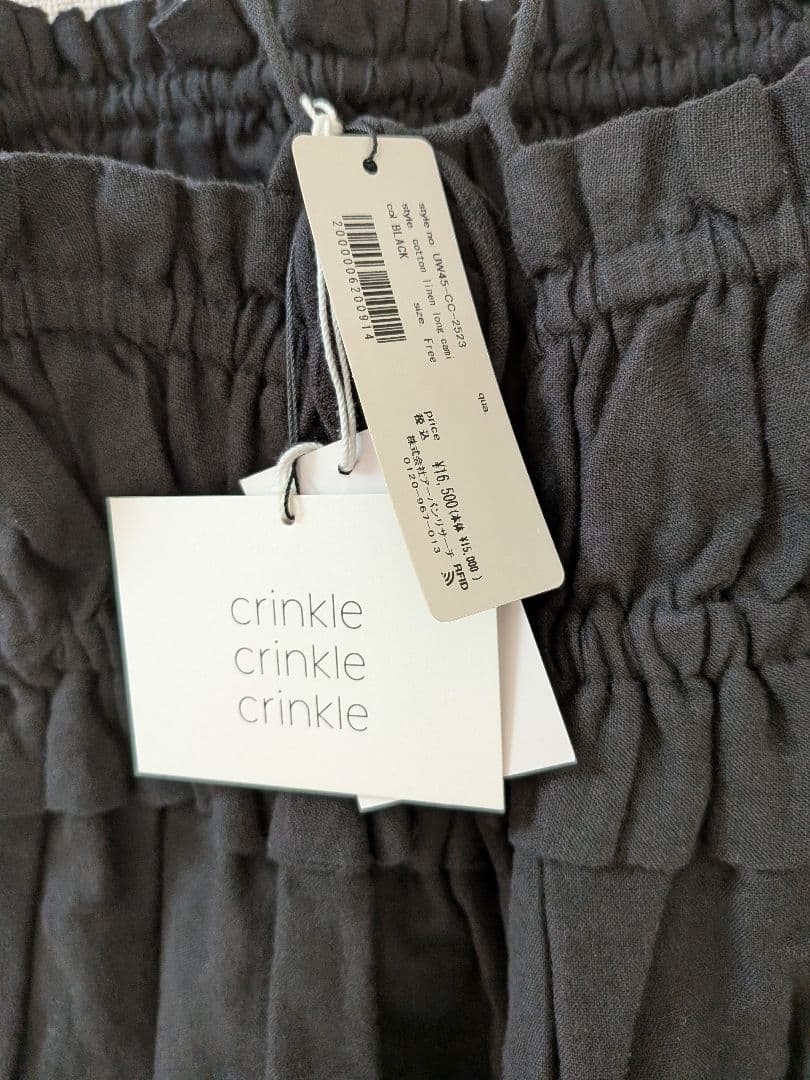 style no. UW45-CC-2523
style. cotton linen long cami
col. BLACK
size. Free
2000006200914
qua.
price ¥16,500(本体 ¥15,000)
税込
株式会社アーバンリサーチ
0120-967-013
RFID
crinkle
crinkle
crinkle